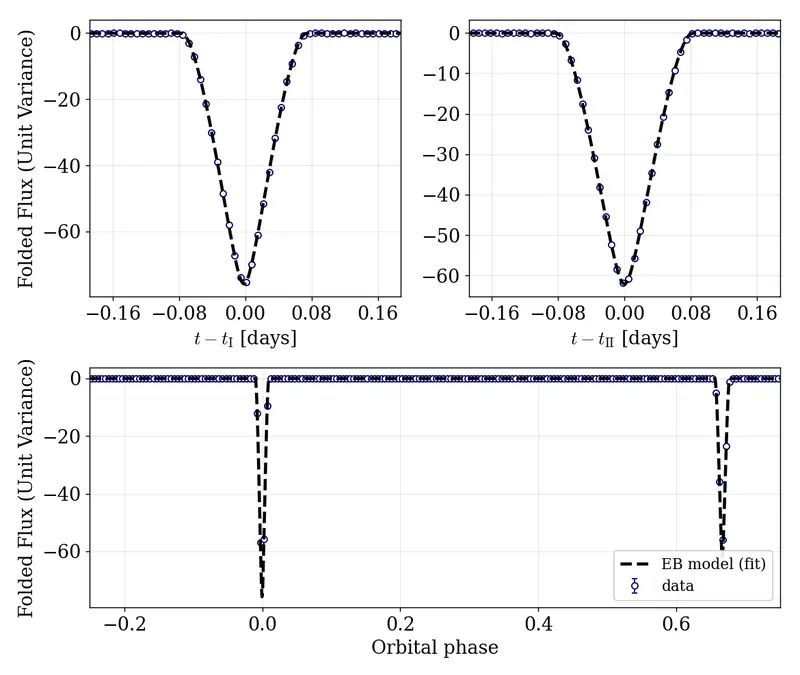 Folded Flux (Unit Variance)
0
−20
−40
−60
−0.16 −0.08 0.00 0.08 0.16
t − t_I [days]
0
−10
−20
−30
−40
−50
−60
−0.16 −0.08 0.00 0.08 0.16
t − t_II [days]
Folded Flux (Unit Variance)
0
−20
−40
−60
EB model (fit)
data
−0.2 0.0 0.2 0.4 0.6
Orbital phase